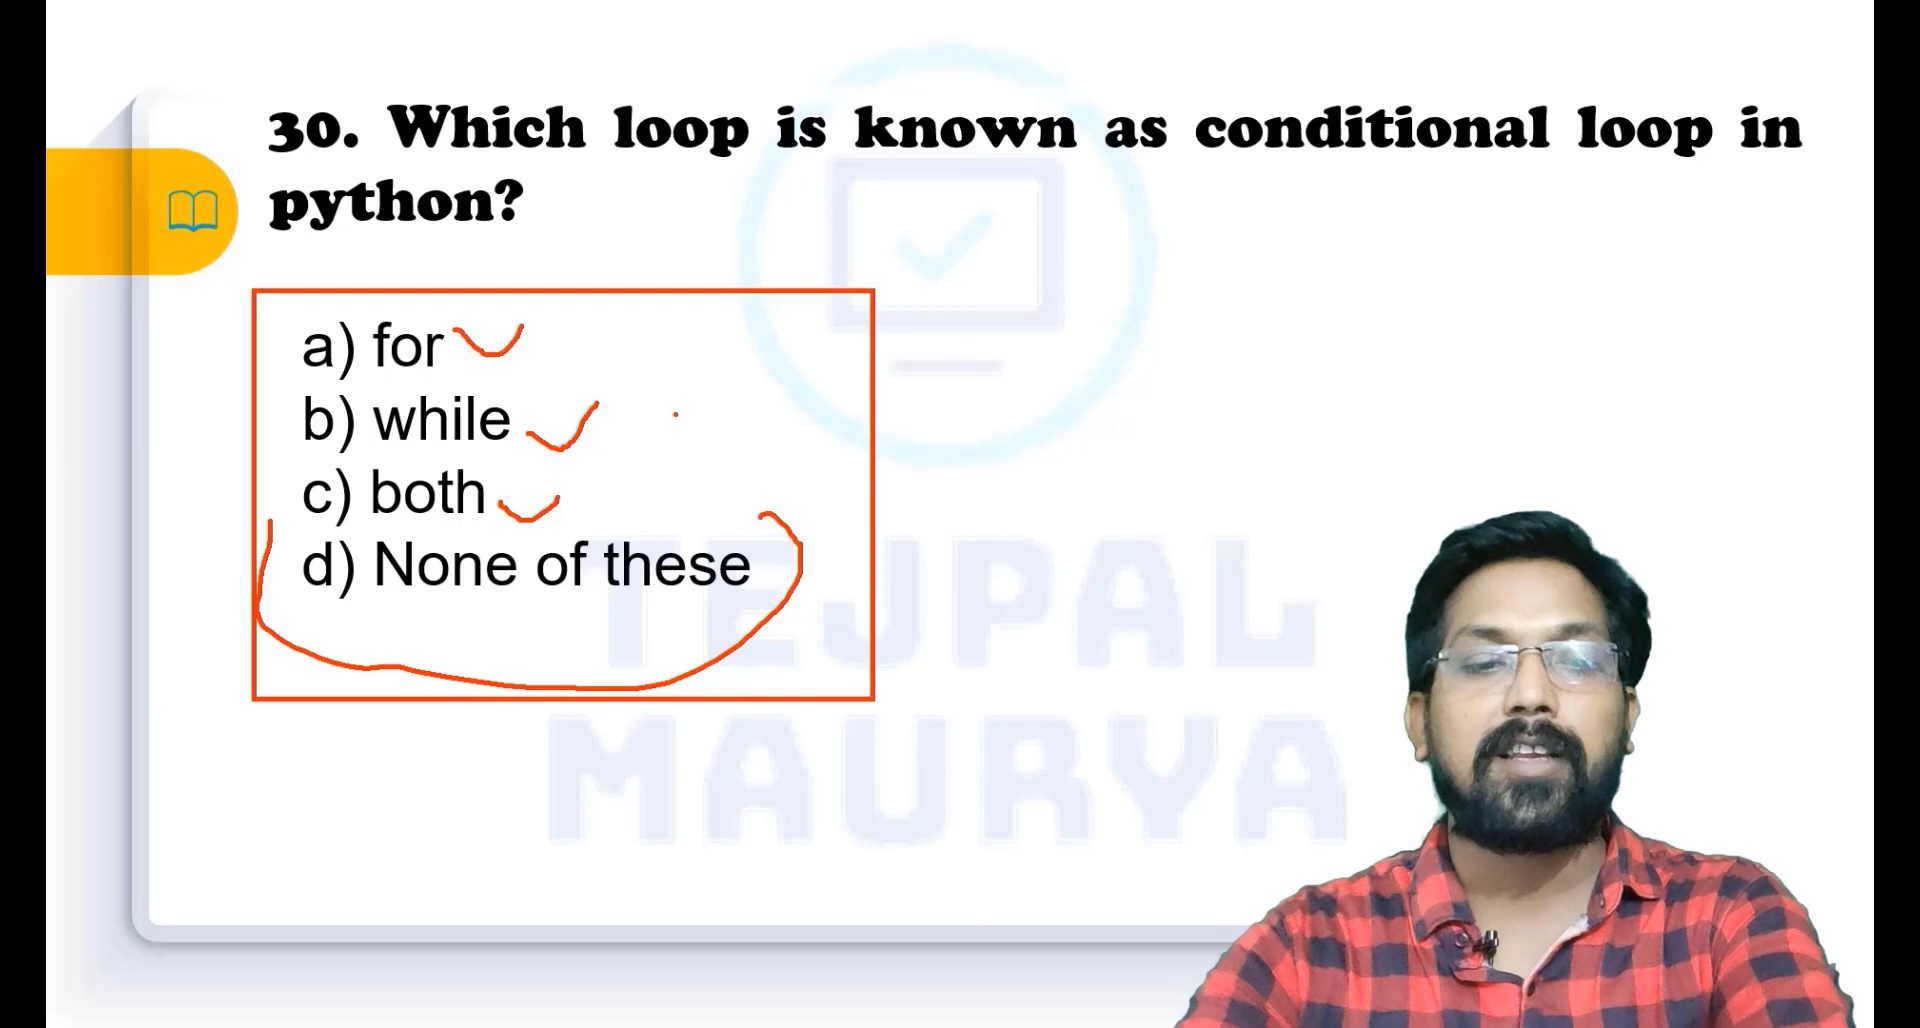 30. Which loop is known as conditional loop in
python?
a) for
b) while
c) both
d) None of these
TEJPAL
MAURYA